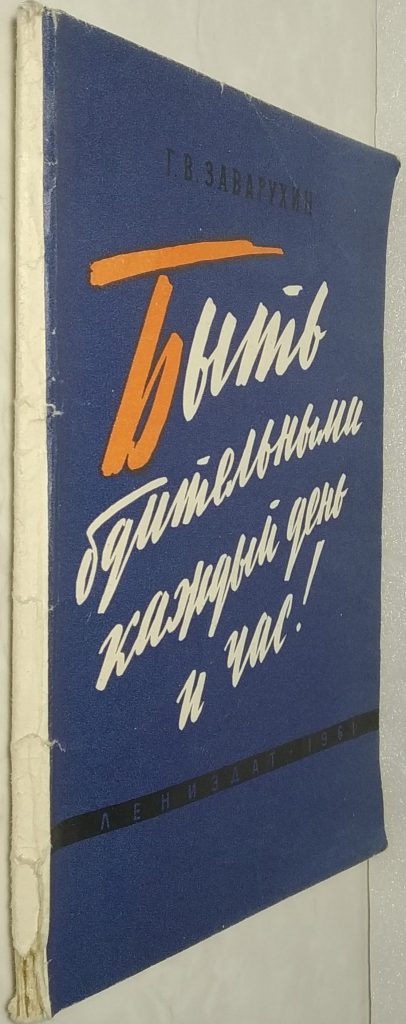 Г. В. ЗАВАРУХИН
Быть
бдительными
каждый день
и час!
ЛЕНИЗДАТ · 1961